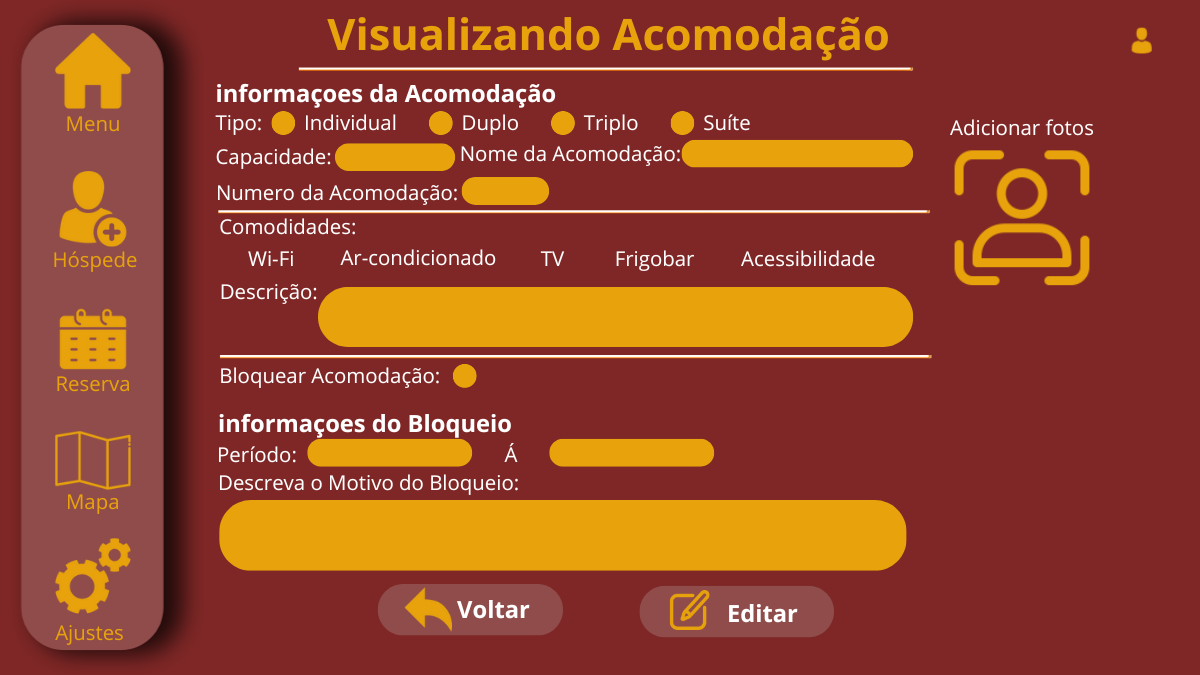 Visualizando Acomodação
Menu
Hóspede
Reserva
Mapa
Ajustes
informaçoes da Acomodação
Tipo: Individual Duplo Triplo Suíte
Capacidade: Nome da Acomodação:
Numero da Acomodação:
Comodidades:
Wi-Fi Ar-condicionado TV Frigobar Acessibilidade
Descrição:
Bloquear Acomodação:
informaçoes do Bloqueio
Período: Á
Descreva o Motivo do Bloqueio:
Voltar Editar
Adicionar fotos